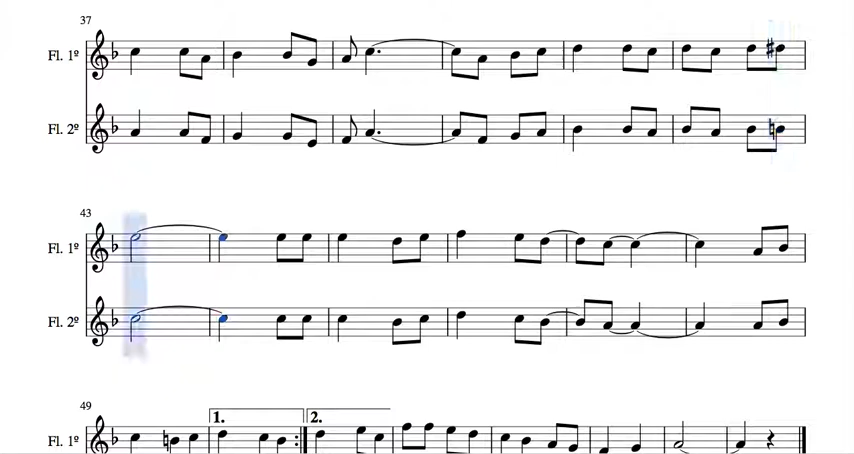 37
Fl. 1º
Fl. 2º
43
Fl. 1º
Fl. 2º
49
1. 2.
Fl. 1º